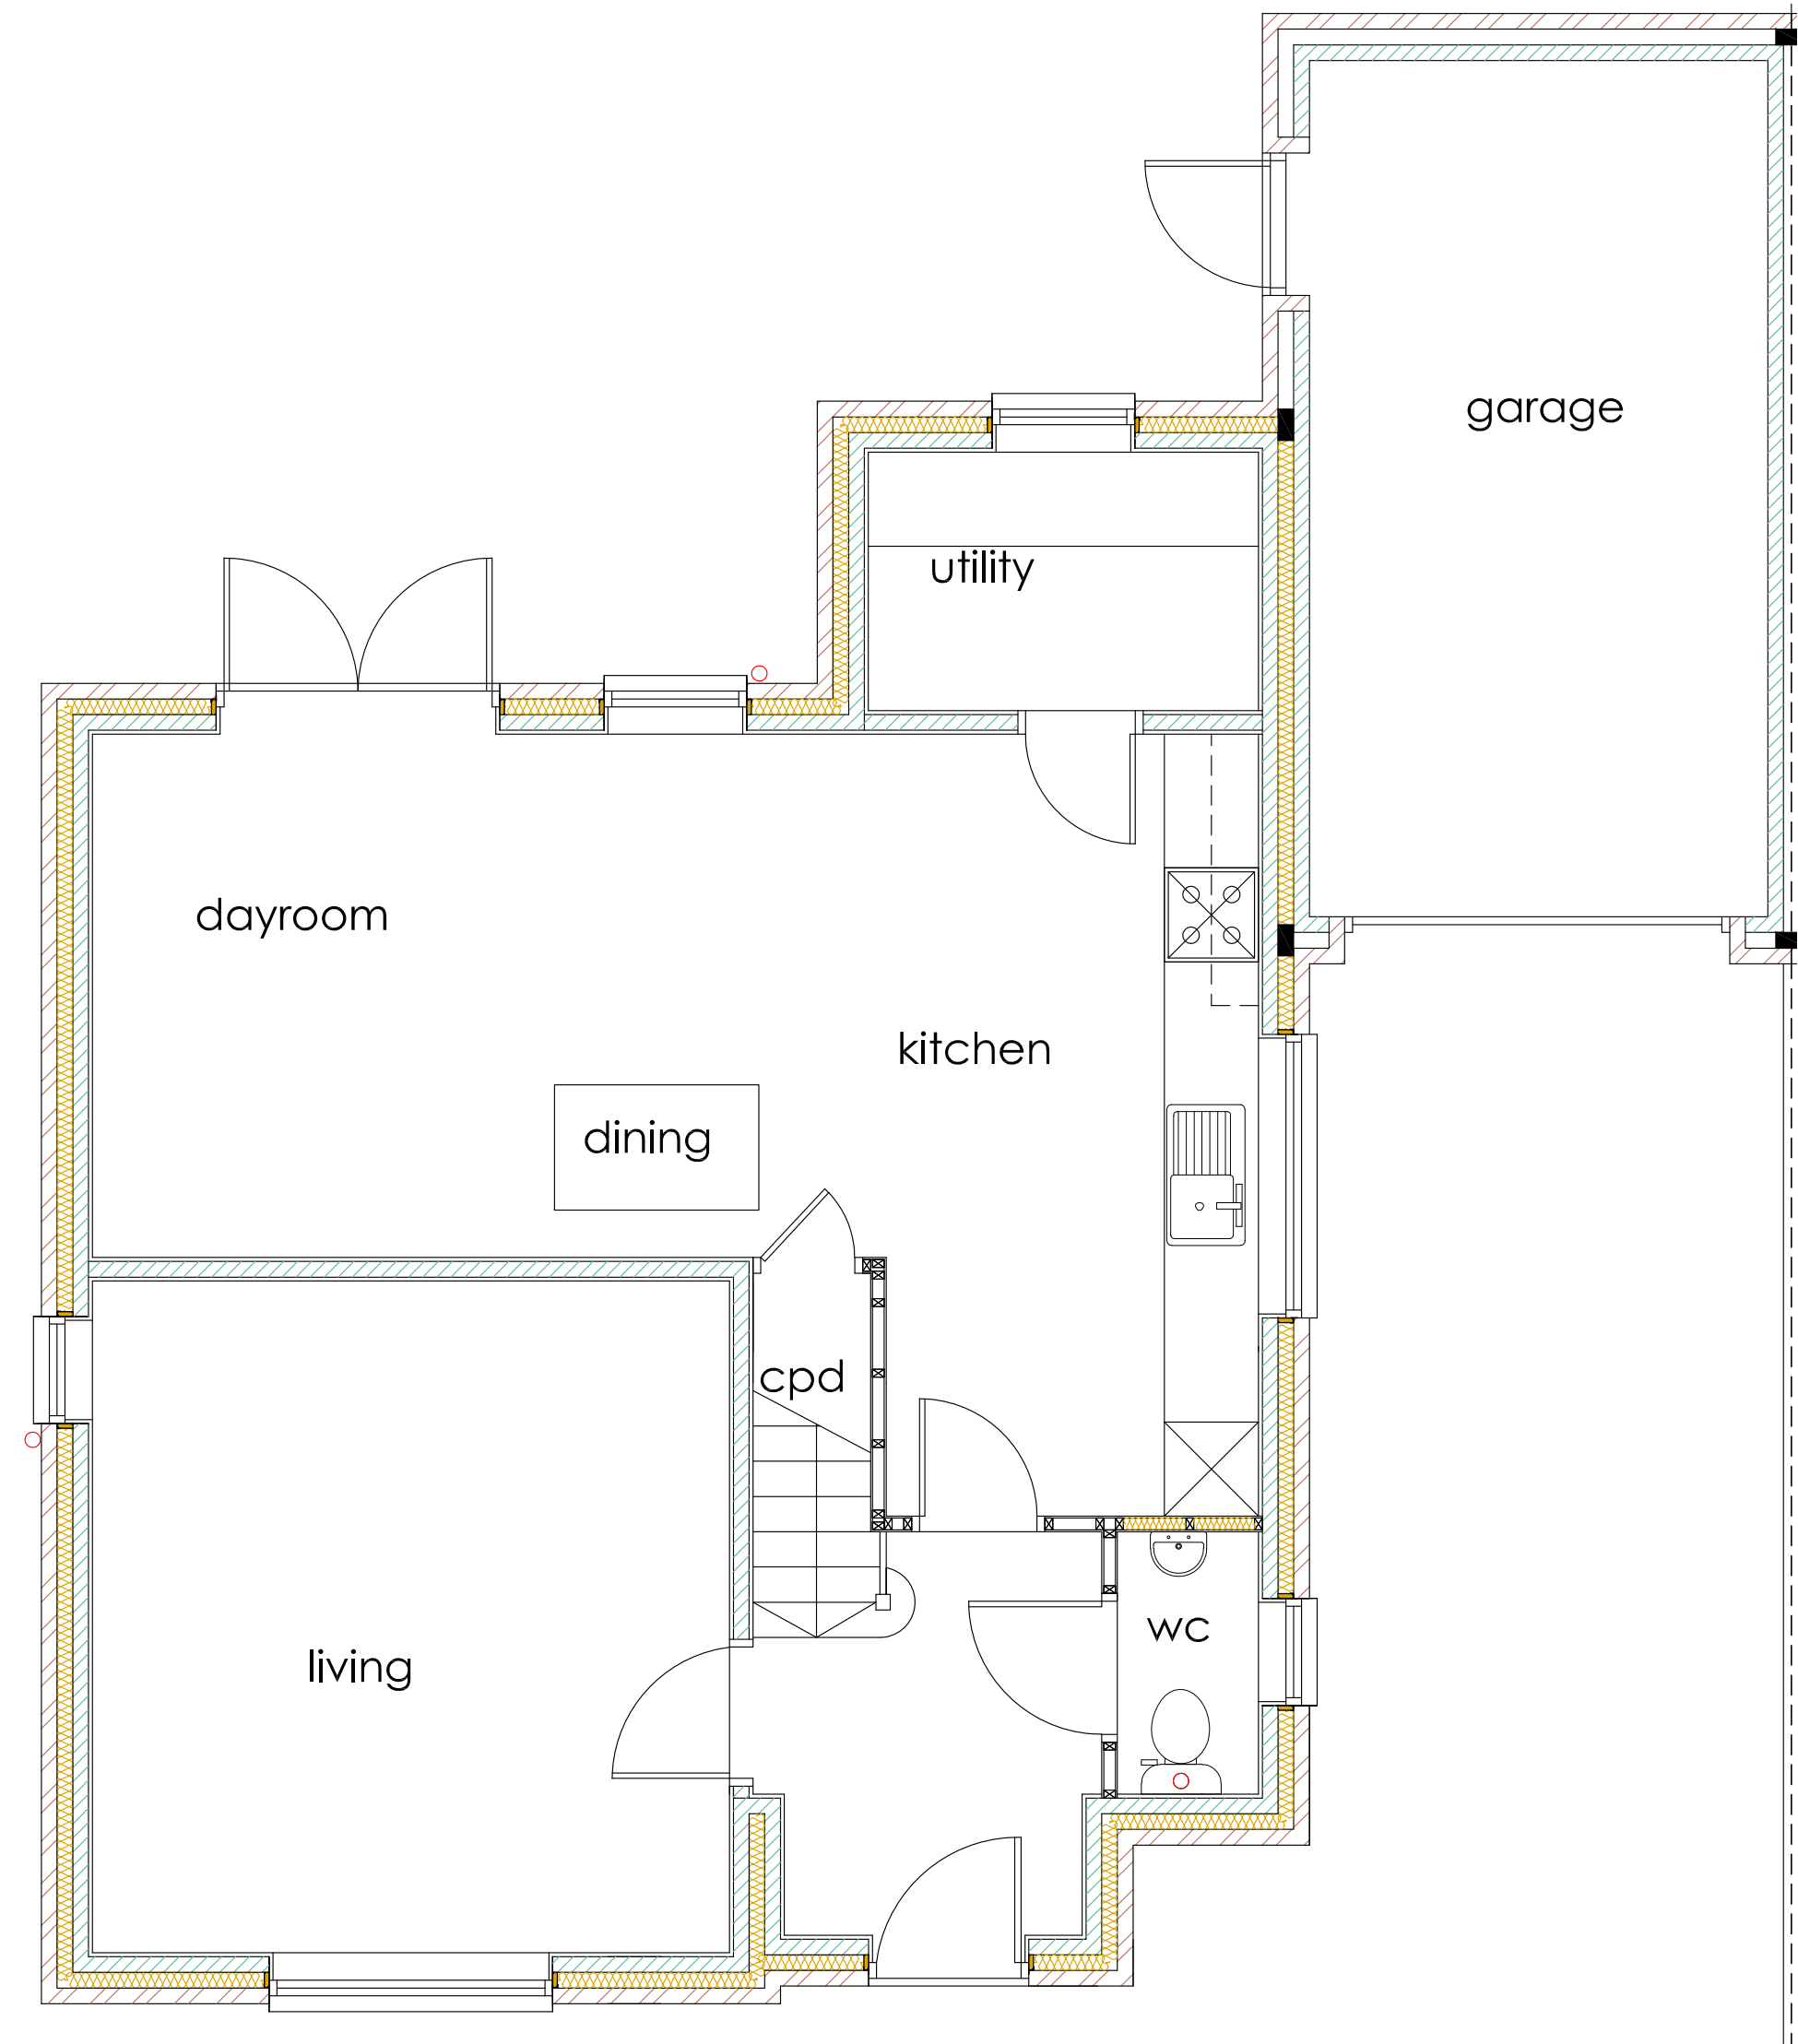 garage
utility
dayroom
kitchen
dining
cpd
wc
living